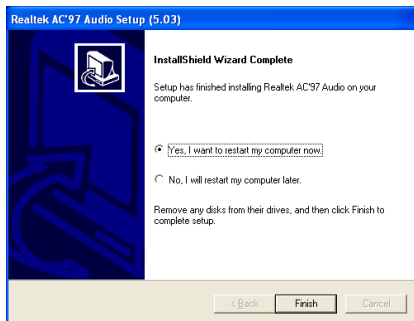 Realtek AC'97 Audio Setup (5.03)
InstallShield Wizard Complete
Setup has finished installing Realtek AC'97 Audio on your
computer.
Yes, I want to restart my computer now.
No, I will restart my computer later.
Remove any disks from their drives, and then click Finish to
complete setup.
< Back Finish Cancel